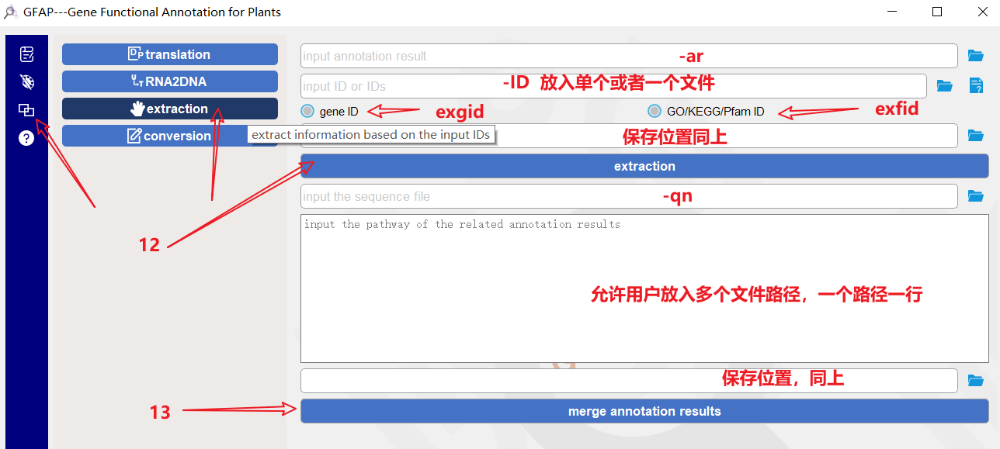 GFAP---Gene Functional Annotation for Plants
translation
RNA2DNA
extraction
conversion
input annotation result
-ar
input ID or IDs
-ID 放入单个或者一个文件
gene ID
exgid
GO/KEGG/Pfam ID
exfid
extract information based on the input IDs
保存位置同上
extraction
input the sequence file
-qn
12
input the pathway of the related annotation results
允许用户放入多个文件路径，一个路径一行
保存位置，同上
13
merge annotation results